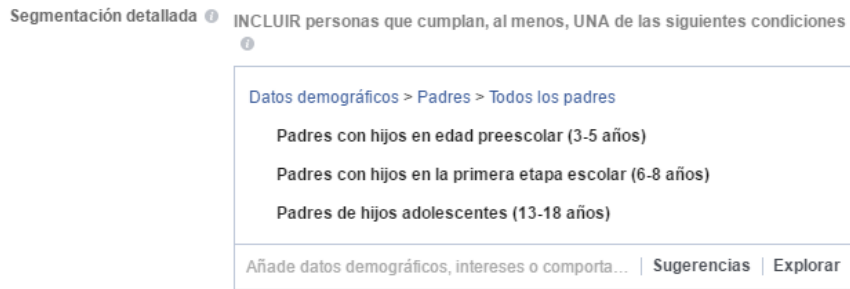 Segmentación detallada
INCLUIR personas que cumplan, al menos, UNA de las siguientes condiciones
Datos demográficos > Padres > Todos los padres
Padres con hijos en edad preescolar (3-5 años)
Padres con hijos en la primera etapa escolar (6-8 años)
Padres de hijos adolescentes (13-18 años)
Añade datos demográficos, intereses o comporta... | Sugerencias | Explorar